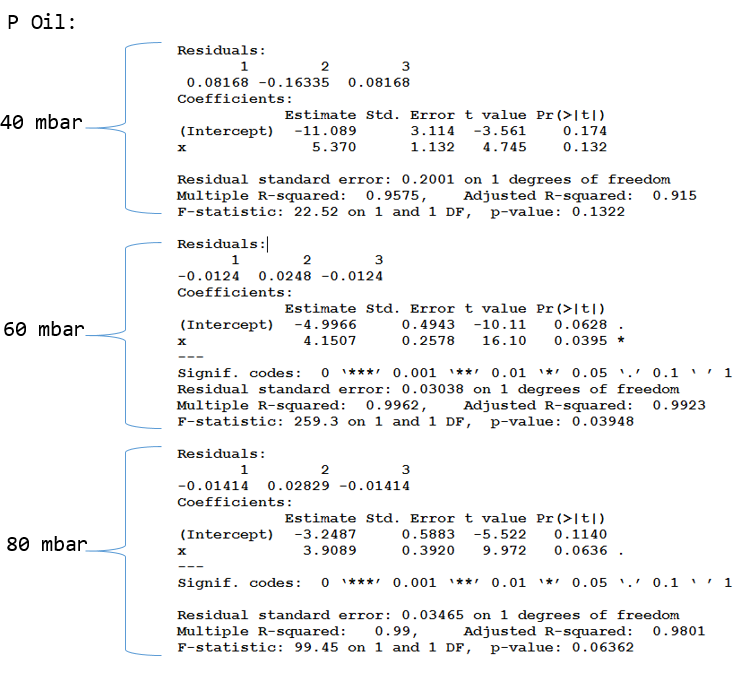 P Oil:
40 mbar
Residuals:
1 2 3
0.08168 -0.16335 0.08168
Coefficients:
Estimate Std. Error t value Pr(>|t|)
(Intercept) -11.089 3.114 -3.561 0.174
x 5.370 1.132 4.745 0.132
Residual standard error: 0.2001 on 1 degrees of freedom
Multiple R-squared: 0.9575, Adjusted R-squared: 0.915
F-statistic: 22.52 on 1 and 1 DF, p-value: 0.1322
60 mbar
Residuals:
1 2 3
-0.0124 0.0248 -0.0124
Coefficients:
Estimate Std. Error t value Pr(>|t|)
(Intercept) -4.9966 0.4943 -10.11 0.0628 .
x 4.1507 0.2578 16.10 0.0395 *
---
Signif. codes: 0 ‘***’ 0.001 ‘**’ 0.01 ‘*’ 0.05 ‘.’ 0.1 ‘ ’ 1
Residual standard error: 0.03038 on 1 degrees of freedom
Multiple R-squared: 0.9962, Adjusted R-squared: 0.9923
F-statistic: 259.3 on 1 and 1 DF, p-value: 0.03948
80 mbar
Residuals:
1 2 3
-0.01414 0.02829 -0.01414
Coefficients:
Estimate Std. Error t value Pr(>|t|)
(Intercept) -3.2487 0.5883 -5.522 0.1140
x 3.9089 0.3920 9.972 0.0636 .
---
Signif. codes: 0 ‘***’ 0.001 ‘**’ 0.01 ‘*’ 0.05 ‘.’ 0.1 ‘ ’ 1
Residual standard error: 0.03465 on 1 degrees of freedom
Multiple R-squared: 0.99, Adjusted R-squared: 0.9801
F-statistic: 99.45 on 1 and 1 DF, p-value: 0.06362